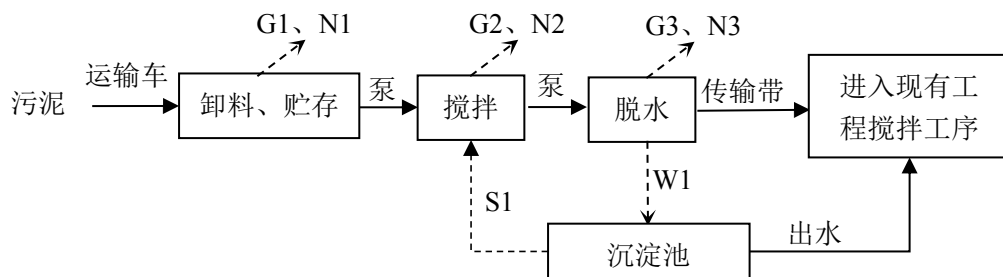 G1、N1
G2、N2
G3、N3
污泥
运输车
卸料、贮存
泵
搅拌
泵
脱水
传输带
进入现有工
程搅拌工序
S1
W1
沉淀池
出水